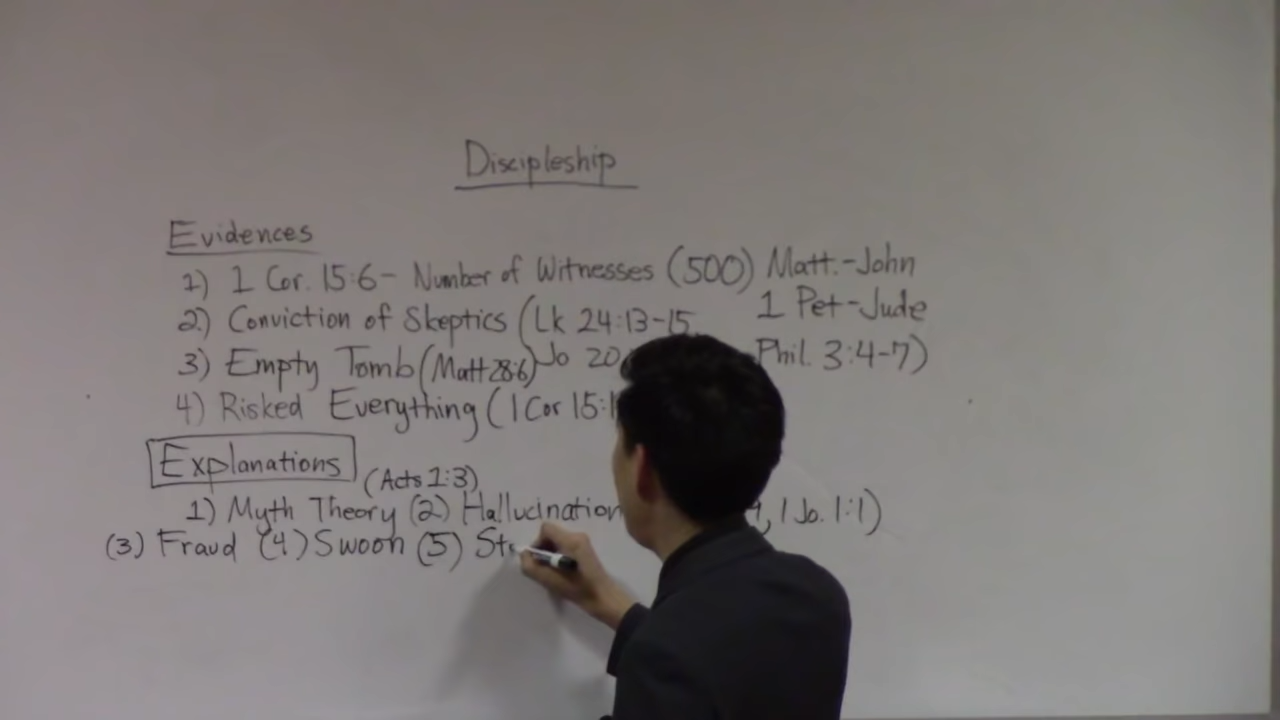 Discipleship
Evidences
1) 1 Cor. 15:6- Number of Witnesses (500) Matt.-John
2) Conviction of Skeptics (Lk 24:13-15, 1 Pet-Jude
3) Empty Tomb (Matt 28:6) Jo 20 Phil. 3:4-7)
4) Risked Everything (1 Cor 15:1
Explanations
(Acts 1:3)
1) Myth Theory (2) Hallucination , 1 Jo. 1:1)
(3) Fraud (4) Swoon (5)